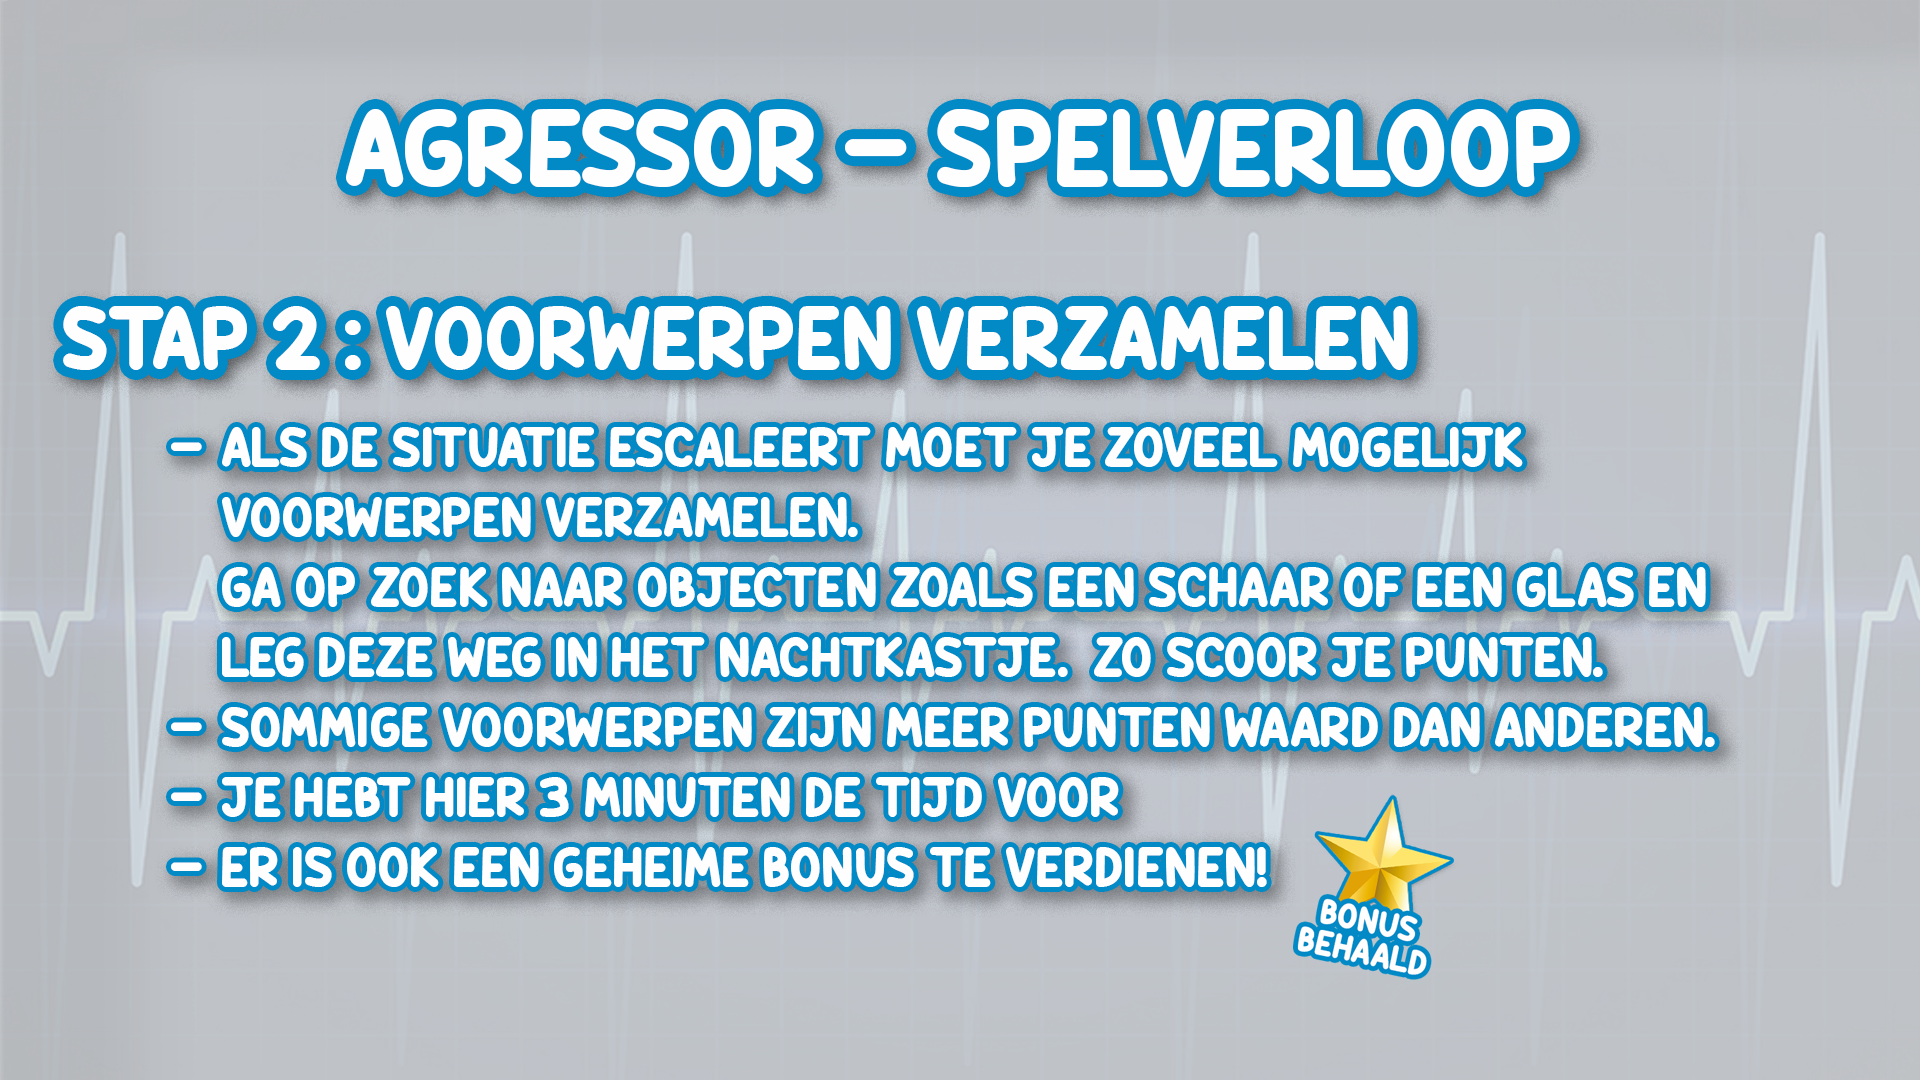 AGRESSOR – SPELVERLOOP
STAP 2 : VOORWERPEN VERZAMELEN
– ALS DE SITUATIE ESCALEERT MOET JE ZOVEEL MOGELIJK
VOORWERPEN VERZAMELEN.
GA OP ZOEK NAAR OBJECTEN ZOALS EEN SCHAAR OF EEN GLAS EN
LEG DEZE WEG IN HET NACHTKASTJE. ZO SCOOR JE PUNTEN.
– SOMMIGE VOORWERPEN ZIJN MEER PUNTEN WAARD DAN ANDEREN.
– JE HEBT HIER 3 MINUTEN DE TIJD VOOR
– ER IS OOK EEN GEHEIME BONUS TE VERDIENEN!
BONUS
BEHAALD